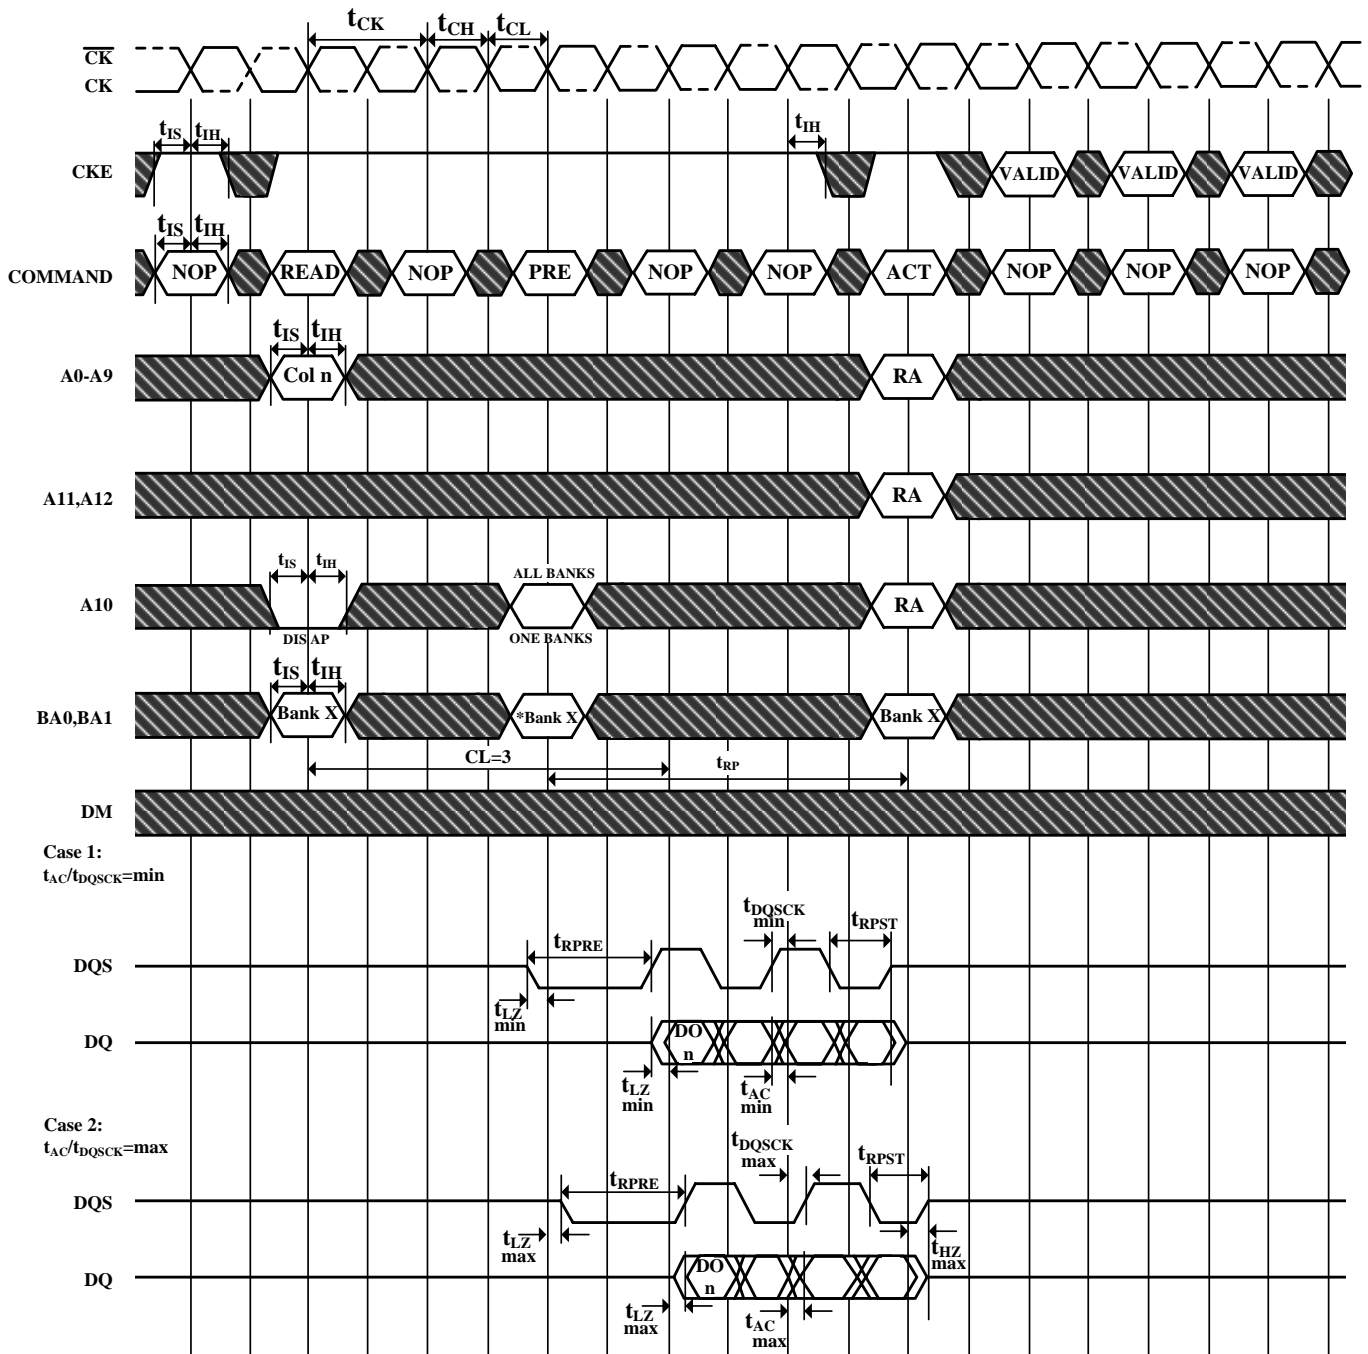 tCK tCH tCL
CK
CK
tIS tIH tIH
CKE VALID VALID VALID
tIS tIH
COMMAND NOP READ NOP PRE NOP NOP ACT NOP NOP NOP
tIS tIH
A0-A9 Col n RA
A11,A12 RA
tIS tIH ALL BANKS
A10 RA
DIS AP ONE BANKS
tIS tIH
BA0,BA1 Bank X *Bank X Bank X
CL=3 tRP
DM
Case 1:
tAC/tDQSCK=min
tDQSCK
min
tRPRE tRPST
DQS
tLZ
min
DQ DO
n
tLZ
min
tAC
min
Case 2:
tAC/tDQSCK=max
tDQSCK
max
tRPRE tRPST
DQS
tLZ
max
tHZ
max
DQ DO
n
tLZ
max
tAC
max